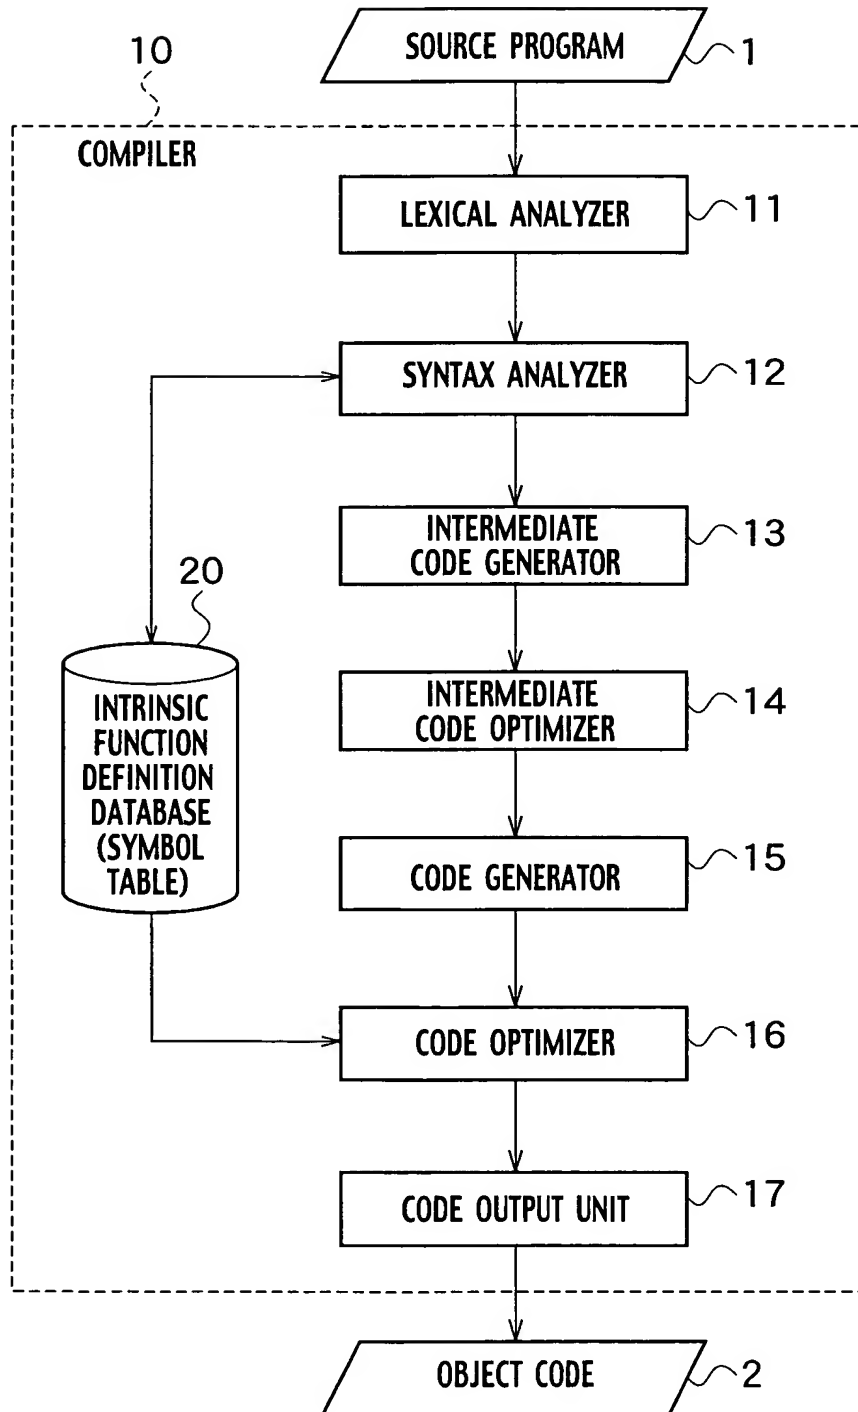 SOURCE PROGRAM
1
10
COMPILER
LEXICAL ANALYZER
11
SYNTAX ANALYZER
12
INTERMEDIATE
CODE GENERATOR
13
20
INTRINSIC
FUNCTION
DEFINITION
DATABASE
(SYMBOL
TABLE)
INTERMEDIATE
CODE OPTIMIZER
14
CODE GENERATOR
15
CODE OPTIMIZER
16
CODE OUTPUT UNIT
17
OBJECT CODE
2